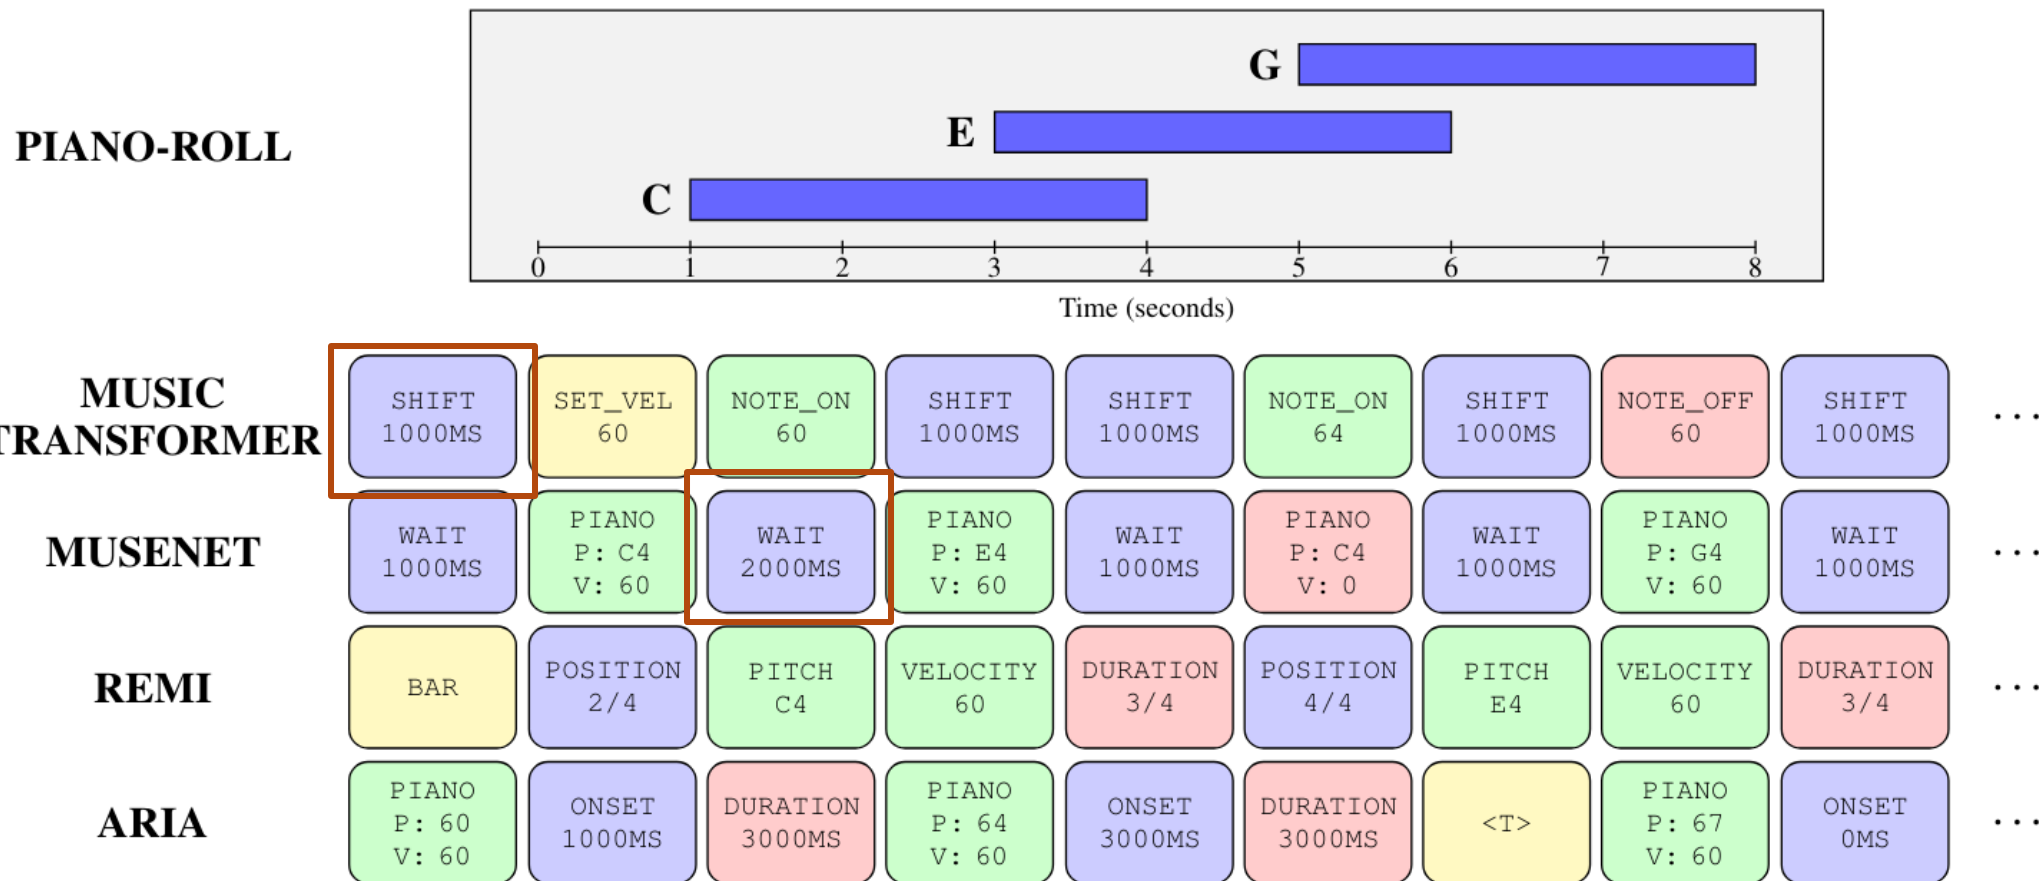 G
E
PIANO-ROLL
C
0 1 2 3 4 5 6 7 8
Time (seconds)
MUSIC
TRANSFORMER
SHIFT
1000MS
SET_VEL
60
NOTE_ON
60
SHIFT
1000MS
SHIFT
1000MS
NOTE_ON
64
SHIFT
1000MS
NOTE_OFF
60
SHIFT
1000MS
...
MUSENET
WAIT
1000MS
PIANO
P: C4
V: 60
WAIT
2000MS
PIANO
P: E4
V: 60
WAIT
1000MS
PIANO
P: C4
V: 0
WAIT
1000MS
PIANO
P: G4
V: 60
WAIT
1000MS
...
REMI
BAR
POSITION
2/4
PITCH
C4
VELOCITY
60
DURATION
3/4
POSITION
4/4
PITCH
E4
VELOCITY
60
DURATION
3/4
...
ARIA
PIANO
P: 60
V: 60
ONSET
1000MS
DURATION
3000MS
PIANO
P: 64
V: 60
ONSET
3000MS
DURATION
3000MS
<T>
PIANO
P: 67
V: 60
ONSET
0MS
...